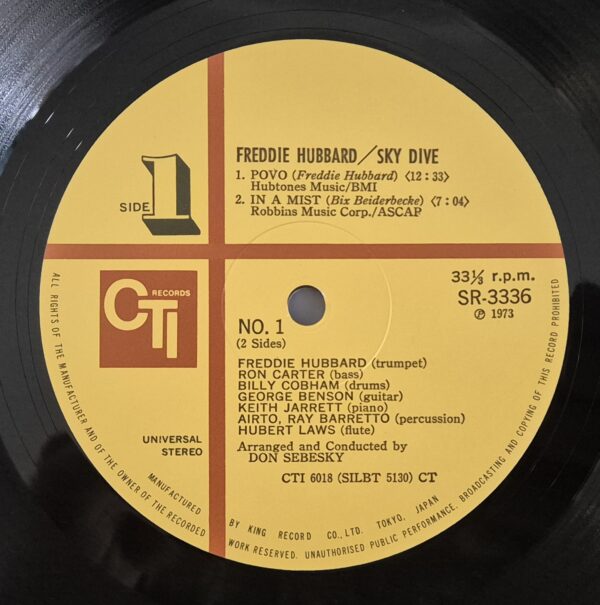 FREDDIE HUBBARD/SKY DIVE
1. POVO (Freddie Hubbard) 〈12:33〉
Hubtones Music/BMI
2. IN A MIST (Bix Beiderbecke) 〈7:04〉
Robbins Music Corp./ASCAP
SIDE 1
CTI RECORDS
33⅓ r.p.m.
SR-3336
Ⓟ 1973
NO. 1
(2 Sides)
FREDDIE HUBBARD (trumpet)
RON CARTER (bass)
BILLY COBHAM (drums)
GEORGE BENSON (guitar)
KEITH JARRETT (piano)
AIRTO, RAY BARRETTO (percussion)
HUBERT LAWS (flute)
Arranged and Conducted by
DON SEBESKY
CTI 6018 (SILBT 5130) CT
UNIVERSAL
STEREO
MANUFACTURED BY KING RECORD CO., LTD. TOKYO, JAPAN
ALL RIGHTS OF THE MANUFACTURER AND OF THE OWNER OF THE RECORDED WORK RESERVED. UNAUTHORISED PUBLIC PERFORMANCE, BROADCASTING AND COPYING OF THIS RECORD PROHIBITED